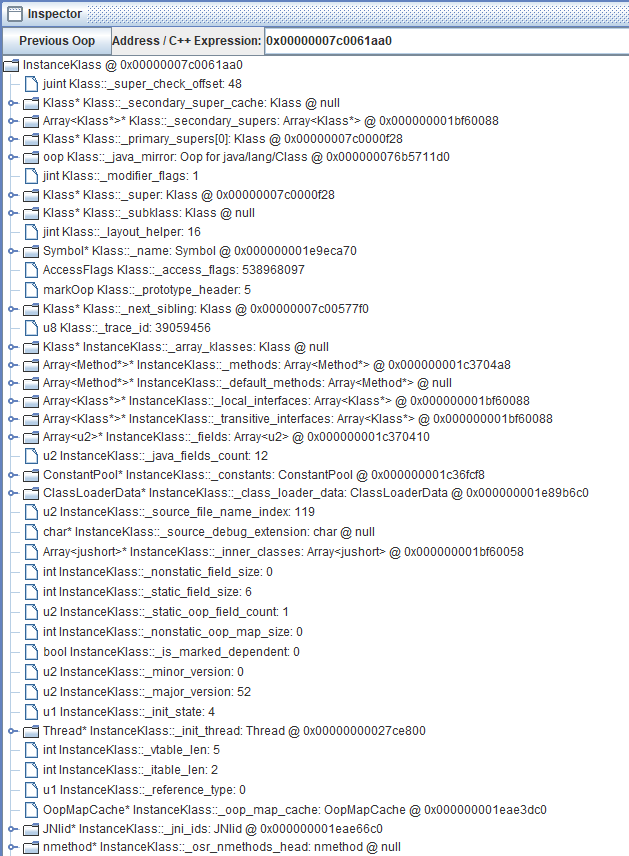 Inspector
Previous Oop Address / C++ Expression: 0x00000007c0061aa0
InstanceKlass @ 0x00000007c0061aa0
juint Klass::_super_check_offset: 48
Klass* Klass::_secondary_super_cache: Klass @ null
Array<Klass*>* Klass::_secondary_supers: Array<Klass*> @ 0x000000001bf60088
Klass* Klass::_primary_supers[0]: Klass @ 0x00000007c0000f28
oop Klass::_java_mirror: Oop for java/lang/Class @ 0x000000076b5711d0
jint Klass::_modifier_flags: 1
Klass* Klass::_super: Klass @ 0x00000007c0000f28
Klass* Klass::_subklass: Klass @ null
jint Klass::_layout_helper: 16
Symbol* Klass::_name: Symbol @ 0x000000001e9eca70
AccessFlags Klass::_access_flags: 538968097
markOop Klass::_prototype_header: 5
Klass* Klass::_next_sibling: Klass @ 0x00000007c00577f0
u8 Klass::_trace_id: 39059456
Klass* InstanceKlass::_array_klasses: Klass @ null
Array<Method*>* InstanceKlass::_methods: Array<Method*> @ 0x000000001c3704a8
Array<Method*>* InstanceKlass::_default_methods: Array<Method*> @ null
Array<Klass*>* InstanceKlass::_local_interfaces: Array<Klass*> @ 0x000000001bf60088
Array<Klass*>* InstanceKlass::_transitive_interfaces: Array<Klass*> @ 0x000000001bf60088
Array<u2>* InstanceKlass::_fields: Array<u2> @ 0x000000001c370410
u2 InstanceKlass::_java_fields_count: 12
ConstantPool* InstanceKlass::_constants: ConstantPool @ 0x000000001c36fcf8
ClassLoaderData* InstanceKlass::_class_loader_data: ClassLoaderData @ 0x000000001e89b6c0
u2 InstanceKlass::_source_file_name_index: 119
char* InstanceKlass::_source_debug_extension: char @ null
Array<jushort>* InstanceKlass::_inner_classes: Array<jushort> @ 0x000000001bf60058
int InstanceKlass::_nonstatic_field_size: 0
int InstanceKlass::_static_field_size: 6
u2 InstanceKlass::_static_oop_field_count: 1
int InstanceKlass::_nonstatic_oop_map_size: 0
bool InstanceKlass::_is_marked_dependent: 0
u2 InstanceKlass::_minor_version: 0
u2 InstanceKlass::_major_version: 52
u1 InstanceKlass::_init_state: 4
Thread* InstanceKlass::_init_thread: Thread @ 0x00000000027ce800
int InstanceKlass::_vtable_len: 5
int InstanceKlass::_itable_len: 2
u1 InstanceKlass::_reference_type: 0
OopMapCache* InstanceKlass::_oop_map_cache: OopMapCache @ 0x000000001eae3dc0
JNIid* InstanceKlass::_jni_ids: JNIid @ 0x000000001eae66c0
nmethod* InstanceKlass::_osr_nmethods_head: nmethod @ null